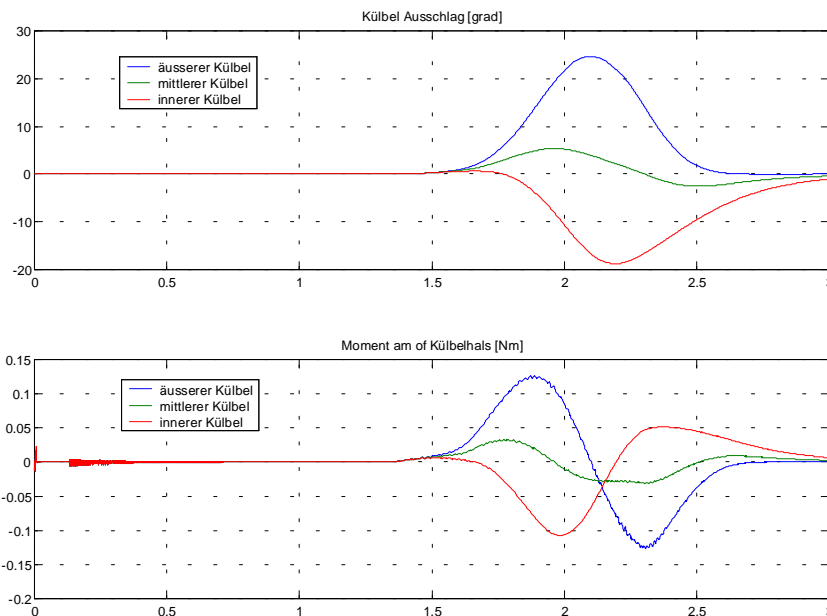 Külbel Ausschlag [grad]
30
20
10
0
-10
-20
äusserer Külbel
mittlerer Külbel
innerer Külbel
0 0.5 1 1.5 2 2.5 3
Moment am of Külbelhals [Nm]
0.15
0.1
0.05
0
-0.05
-0.1
-0.15
-0.2
äusserer Külbel
mittlerer Külbel
innerer Külbel
0 0.5 1 1.5 2 2.5 3